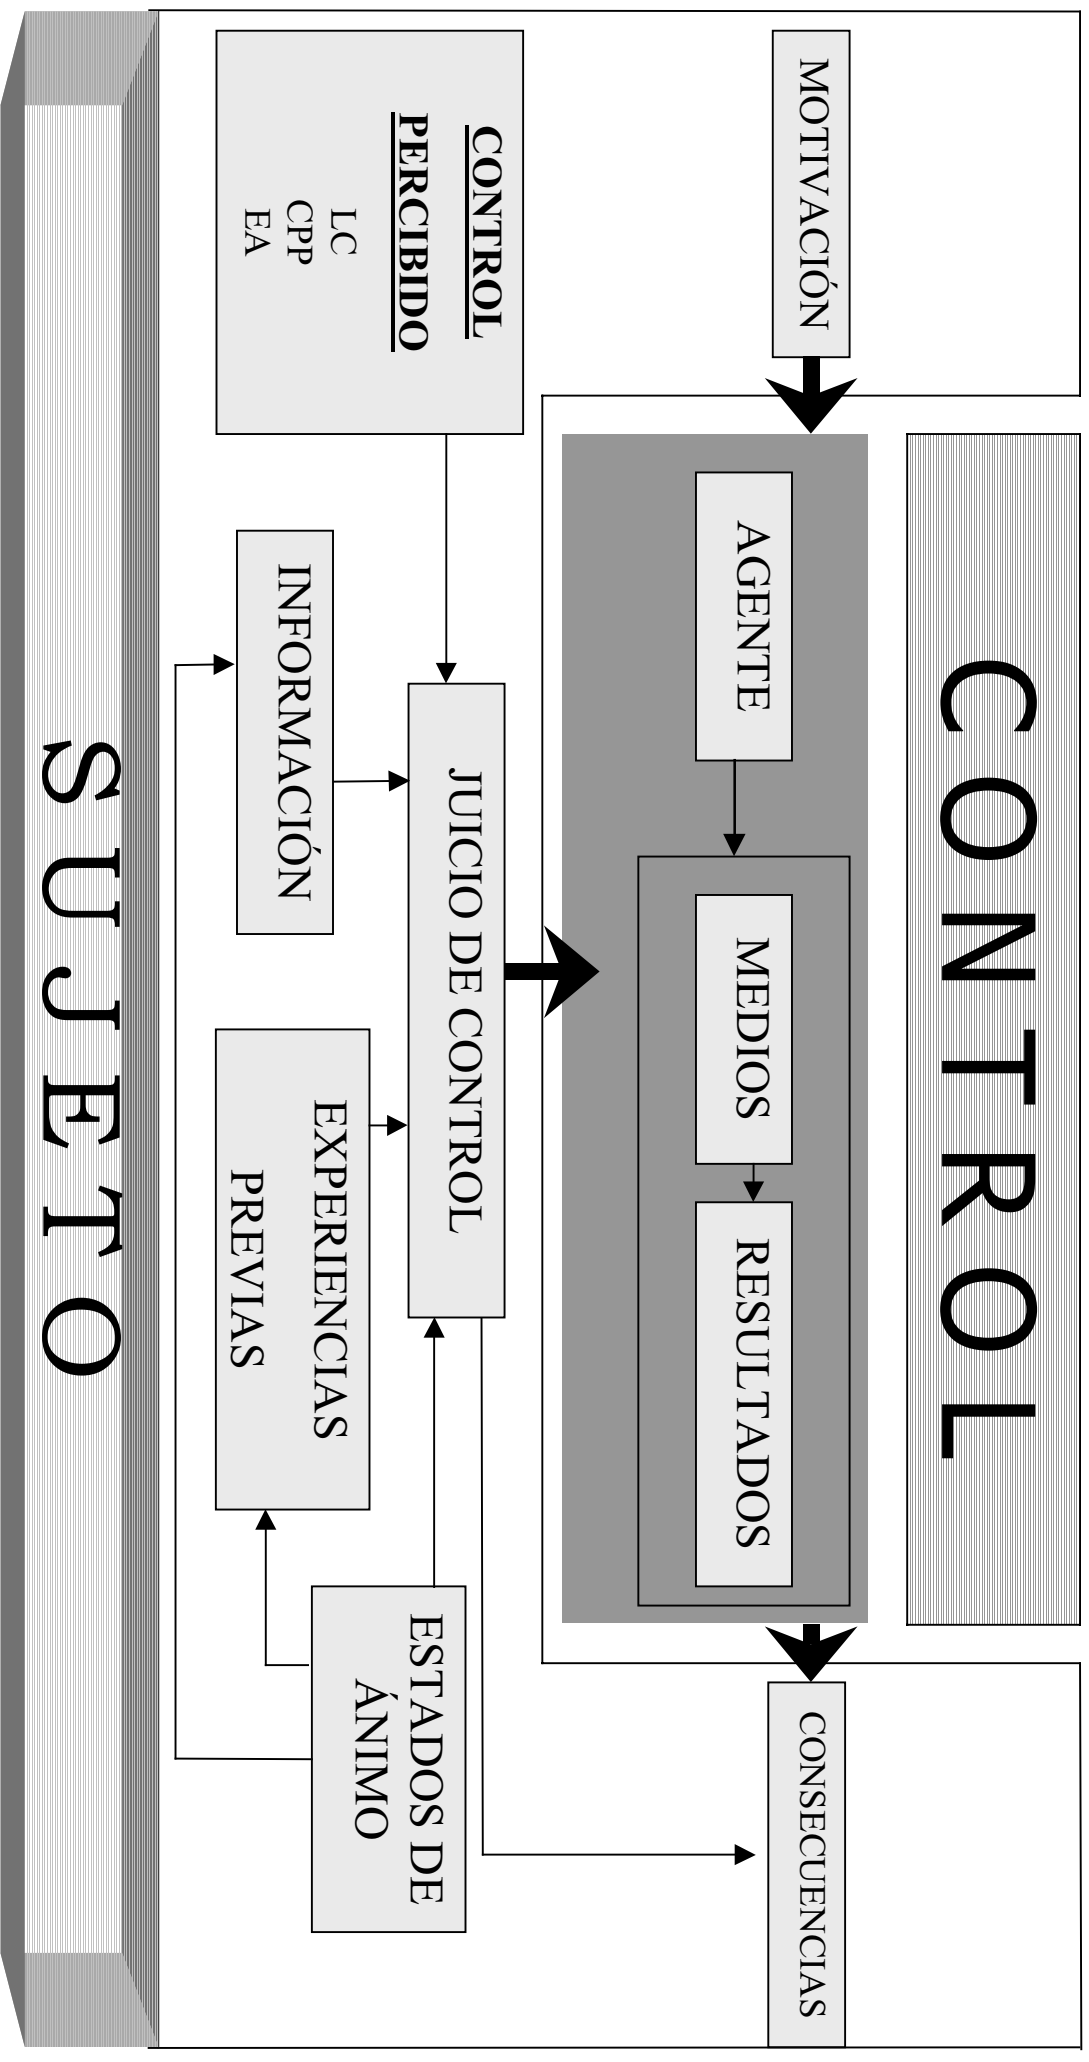 CONTROL
MOTIVACIÓN
AGENTE
MEDIOS
RESULTADOS
CONSECUENCIAS
CONTROL
PERCIBIDO
LC
CPP
EA
JUICIO DE CONTROL
INFORMACIÓN
EXPERIENCIAS
PREVIAS
ESTADOS DE
ÁNIMO
SUJETO